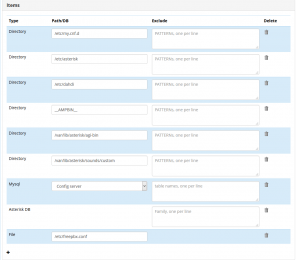 Items
Type Path/DB Exclude Delete
Directory /etc/my.cnf.d PATTERNs, one per line
Directory /etc/asterisk PATTERNs, one per line
Directory /etc/dahdi PATTERNs, one per line
Directory __AMPBIN__ PATTERNs, one per line
Directory /var/lib/asterisk/agi-bin PATTERNs, one per line
Directory /var/lib/asterisk/sounds/custom PATTERNs, one per line
Mysql Config server table names, one per line
Asterisk DB Family, one per line
File /etc/freepbx.conf